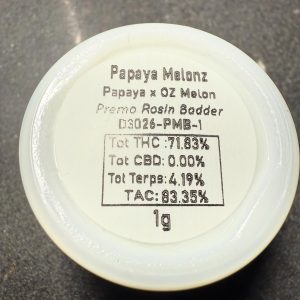 Papaya Melonz
Papaya x OZ Melon
Premo Rosin Badder
D3026-PMB-1
Tot THC :71.83%
Tot CBD: 0.00%
Tot Terps: 4.19%
TAC: 83.35%
1g